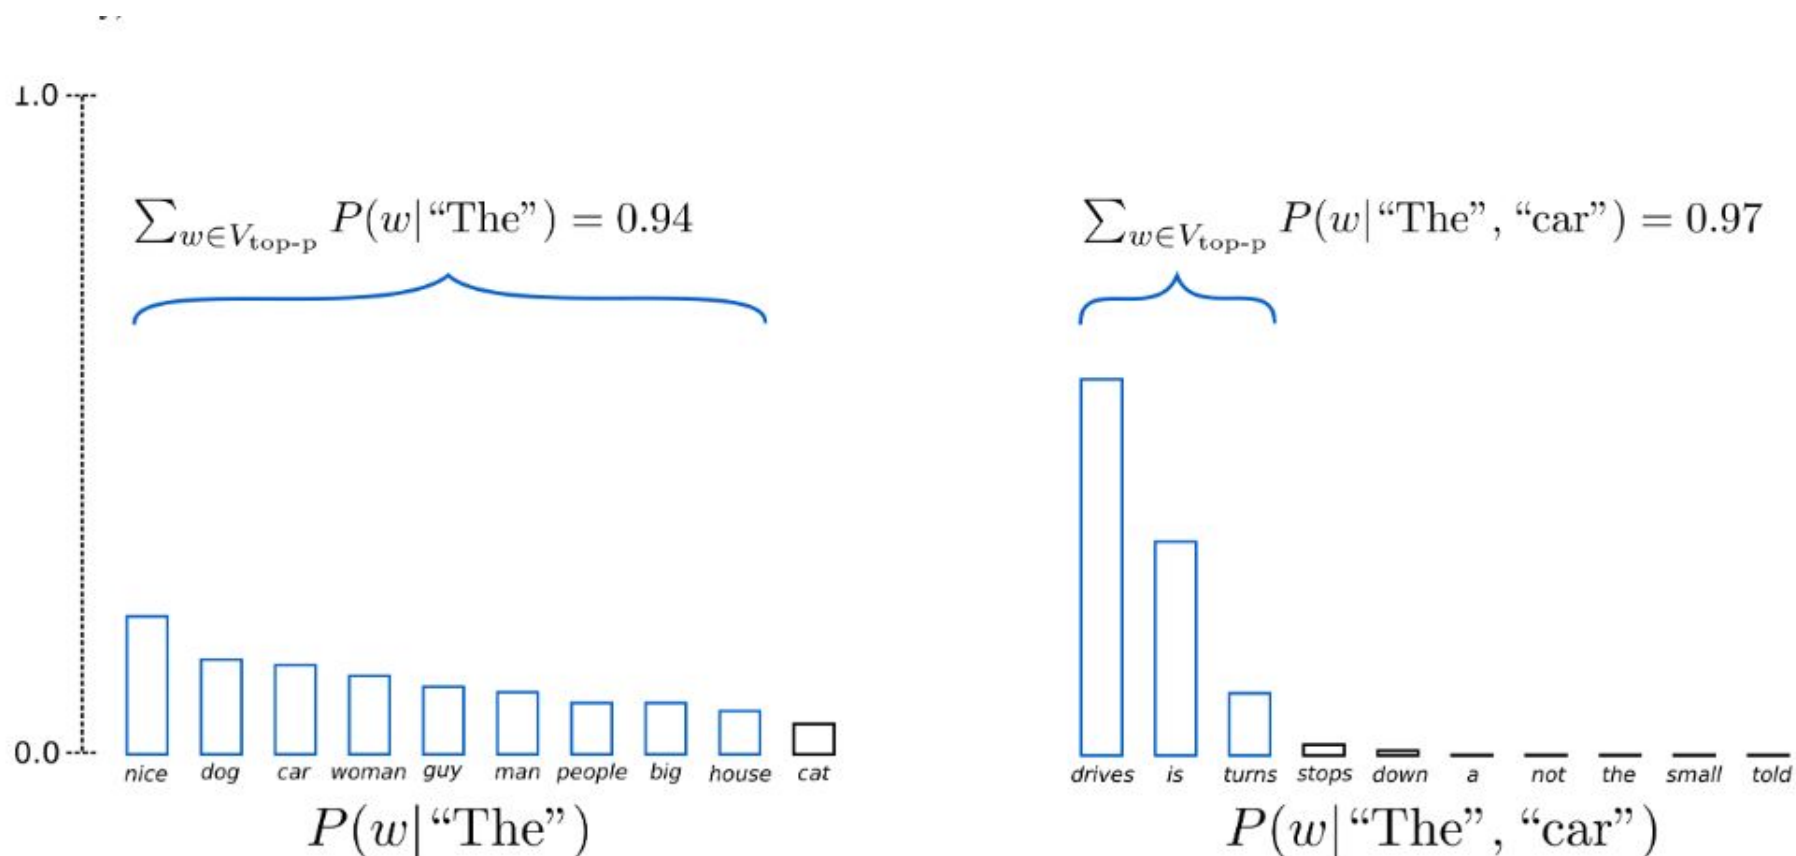 1.0
∑w∈Vtop-p P(w|“The”) = 0.94
∑w∈Vtop-p P(w|“The”, “car”) = 0.97
0.0
nice dog car woman guy man people big house cat
drives is turns stops down a not the small told
P(w|“The”)
P(w|“The”, “car”)